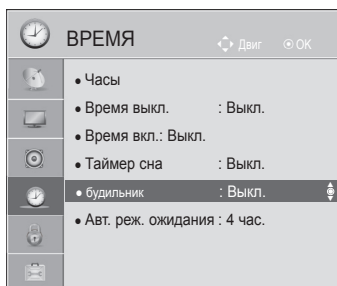 ВРЕМЯ Двиг ОК
• Часы
• Время выкл. : Выкл.
• Время вкл.: Выкл.
• Таймер сна : Выкл.
• будильник : Выкл.
• Авт. реж. ожидания : 4 час.